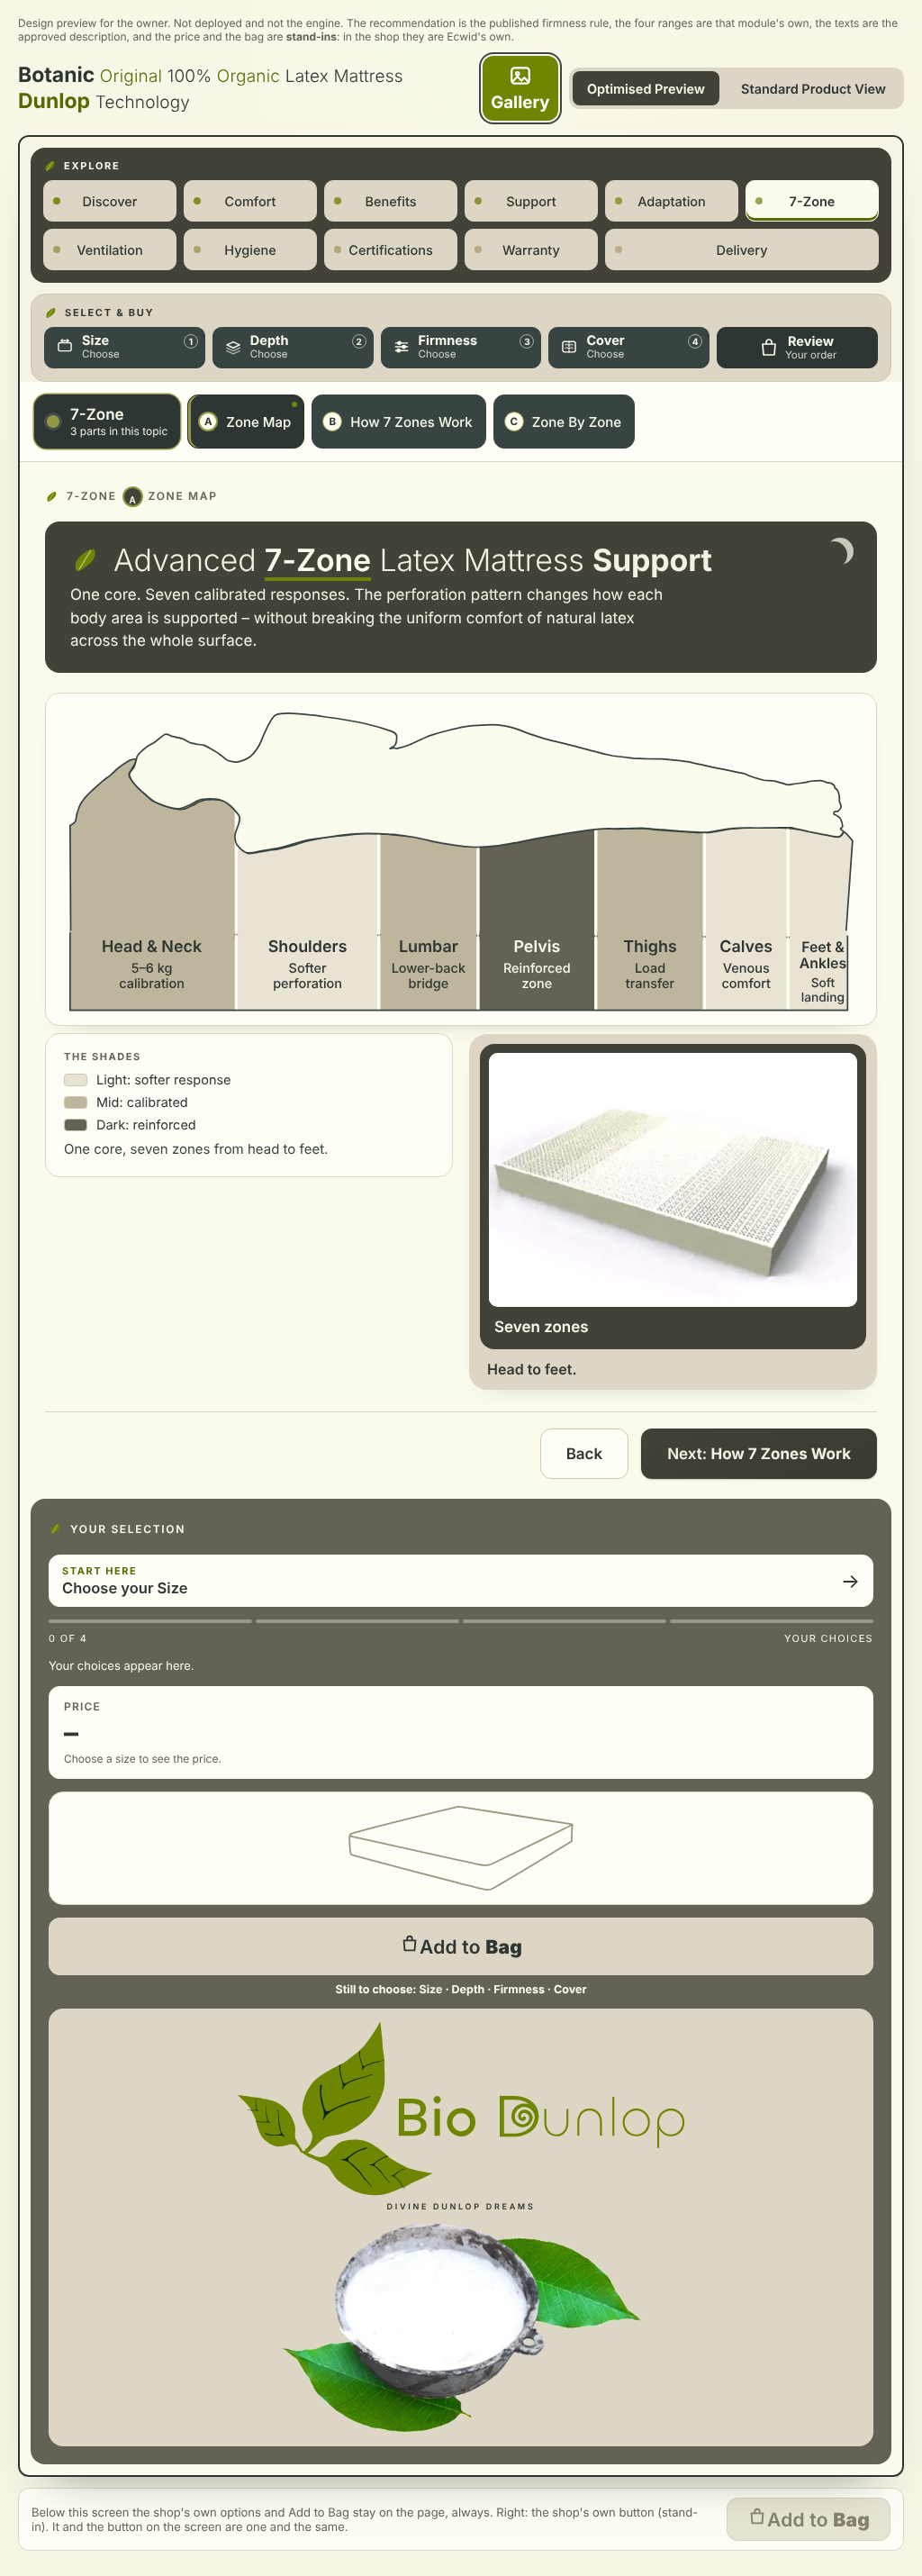 Design preview for the owner. Not deployed and not the engine. The recommendation is the published firmness rule, the four ranges are that module's own, the texts are the
approved description, and the price and the bag are stand-ins: in the shop they are Ecwid's own.
Botanic Original 100% Organic Latex Mattress
Dunlop Technology
Gallery
Optimised Preview
Standard Product View
EXPLORE
Discover
Comfort
Benefits
Support
Adaptation
7-Zone
Ventilation
Hygiene
Certifications
Warranty
Delivery
SELECT & BUY
Size
Choose
1
Depth
Choose
2
Firmness
Choose
3
Cover
Choose
4
Review
Your order
7-Zone
3 parts in this topic
A Zone Map
B How 7 Zones Work
C Zone By Zone
7-ZONE A ZONE MAP
Advanced 7-Zone Latex Mattress Support
One core. Seven calibrated responses. The perforation pattern changes how each
body area is supported – without breaking the uniform comfort of natural latex
across the whole surface.
Head & Neck
5–6 kg
calibration
Shoulders
Softer
perforation
Lumbar
Lower-back
bridge
Pelvis
Reinforced
zone
Thighs
Load
transfer
Calves
Venous
comfort
Feet &
Ankles
Soft
landing
THE SHADES
Light: softer response
Mid: calibrated
Dark: reinforced
One core, seven zones from head to feet.
Seven zones
Head to feet.
Back
Next: How 7 Zones Work
YOUR SELECTION
START HERE
Choose your Size
0 OF 4
YOUR CHOICES
Your choices appear here.
PRICE
–
Choose a size to see the price.
Add to Bag
Still to choose: Size · Depth · Firmness · Cover
Bio Dunlop
DIVINE DUNLOP DREAMS
Below this screen the shop's own options and Add to Bag stay on the page, always. Right: the shop's own button (stand-
in). It and the button on the screen are one and the same.
Add to Bag